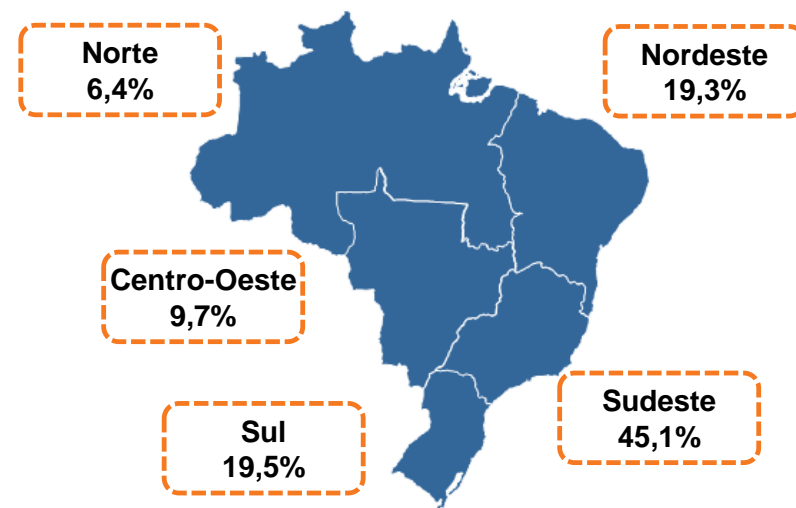 Norte
6,4%
Nordeste
19,3%
Centro-Oeste
9,7%
Sudeste
45,1%
Sul
19,5%